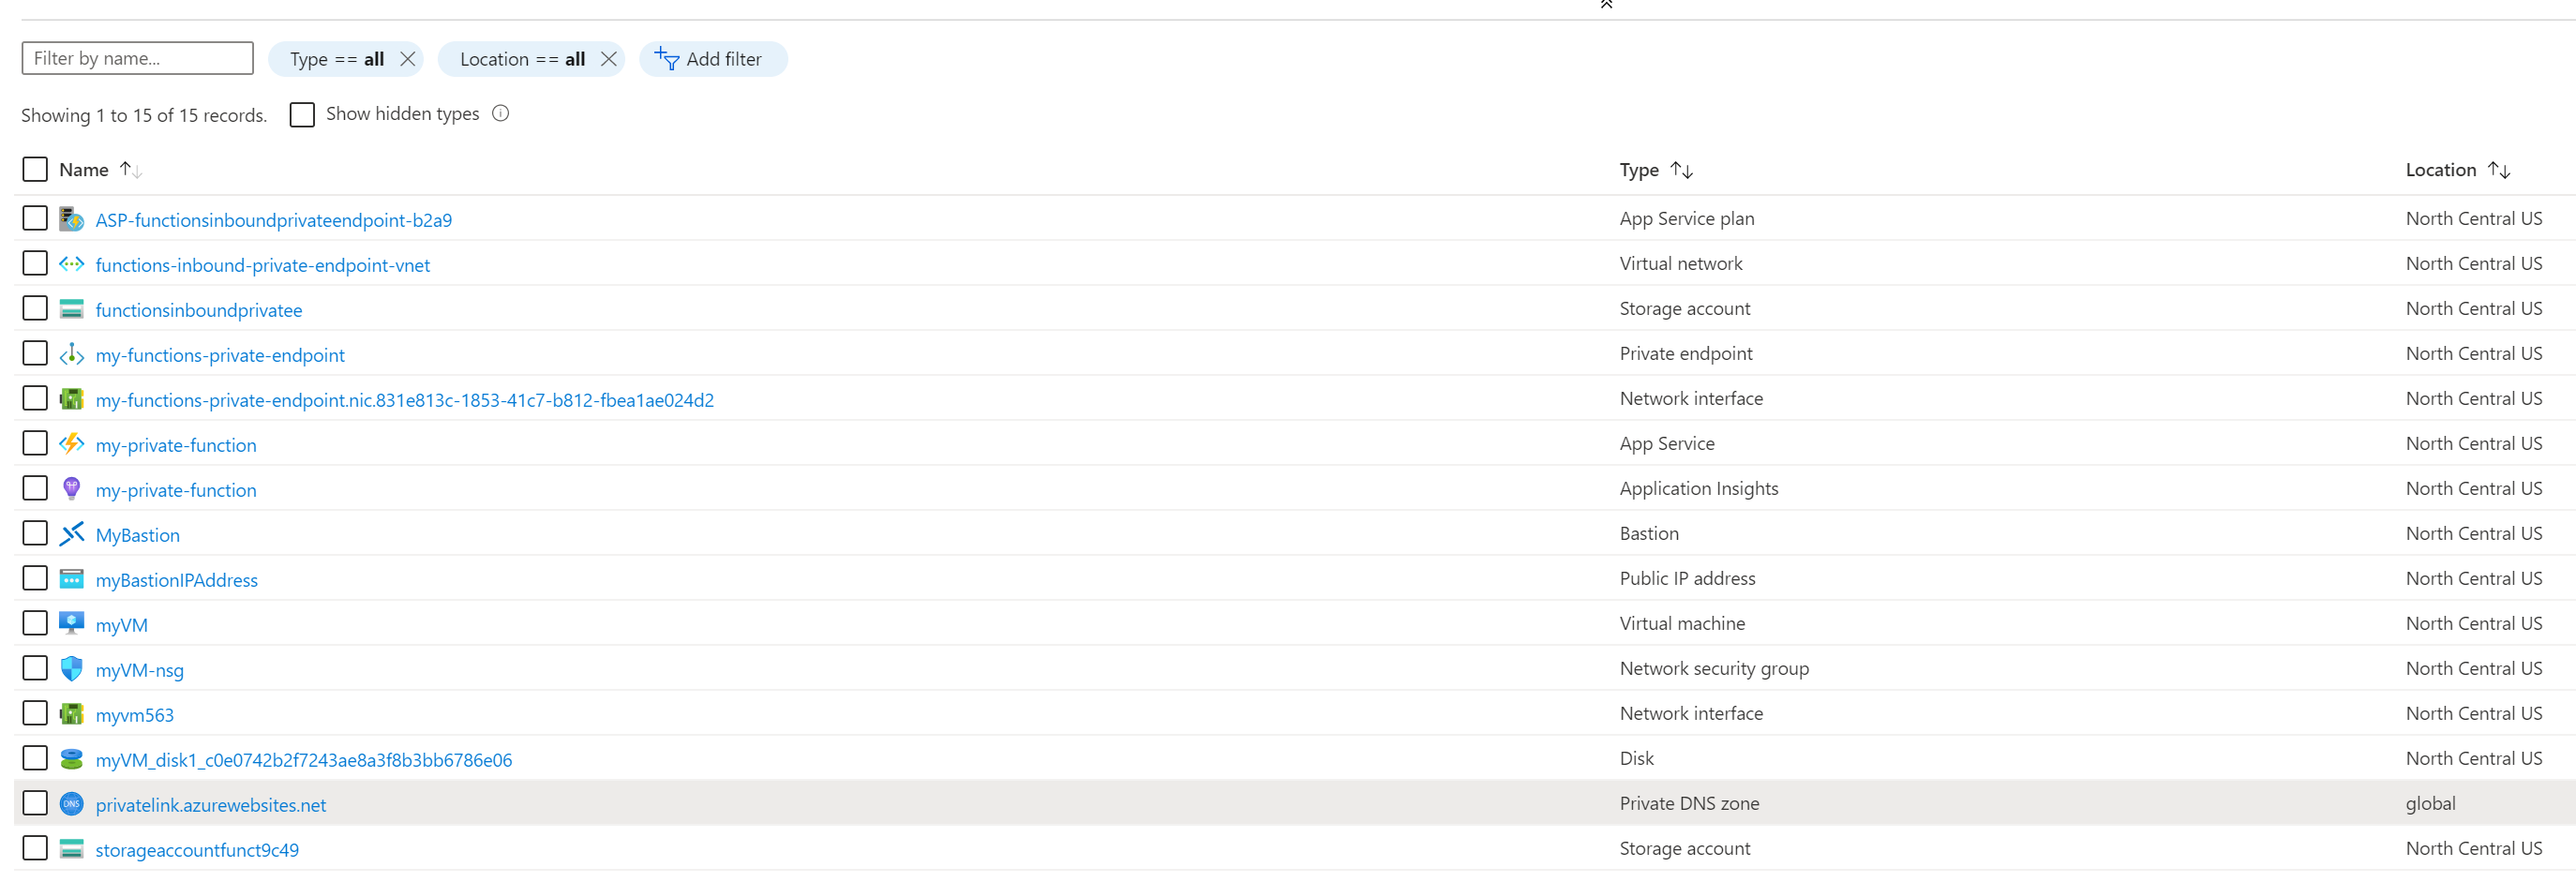 Filter by name...
Type == all
Location == all
Add filter
Showing 1 to 15 of 15 records.
Show hidden types
Name Type Location
ASP-functionsinboundprivateendpoint-b2a9 App Service plan North Central US
functions-inbound-private-endpoint-vnet Virtual network North Central US
functionsinboundprivatee Storage account North Central US
my-functions-private-endpoint Private endpoint North Central US
my-functions-private-endpoint.nic.831e813c-1853-41c7-b812-fbea1ae024d2 Network interface North Central US
my-private-function App Service North Central US
my-private-function Application Insights North Central US
MyBastion Bastion North Central US
myBastionIPAddress Public IP address North Central US
myVM Virtual machine North Central US
myVM-nsg Network security group North Central US
myvm563 Network interface North Central US
myVM_disk1_c0e0742b2f7243ae8a3f8b3bb6786e06 Disk North Central US
DNS privatelink.azurewebsites.net Private DNS zone global
storageaccountfunct9c49 Storage account North Central US